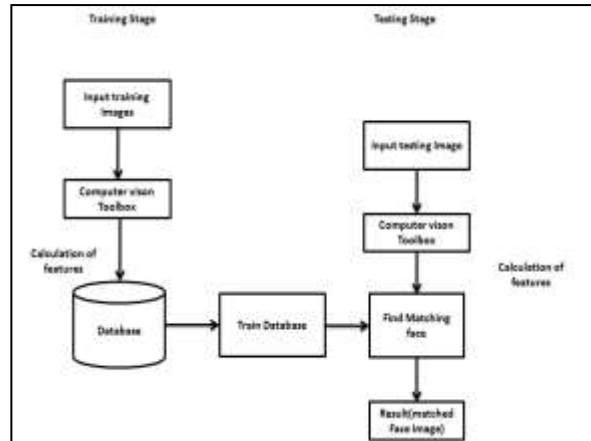 Training Stage
Testing Stage
Input training
Images
Input testing Image
Computer vison
Toolbox
Computer vison
Toolbox
Calculation of
features
Calculation of
features
Database
Train Database
Find Matching
face
Result(matched
Face Image)